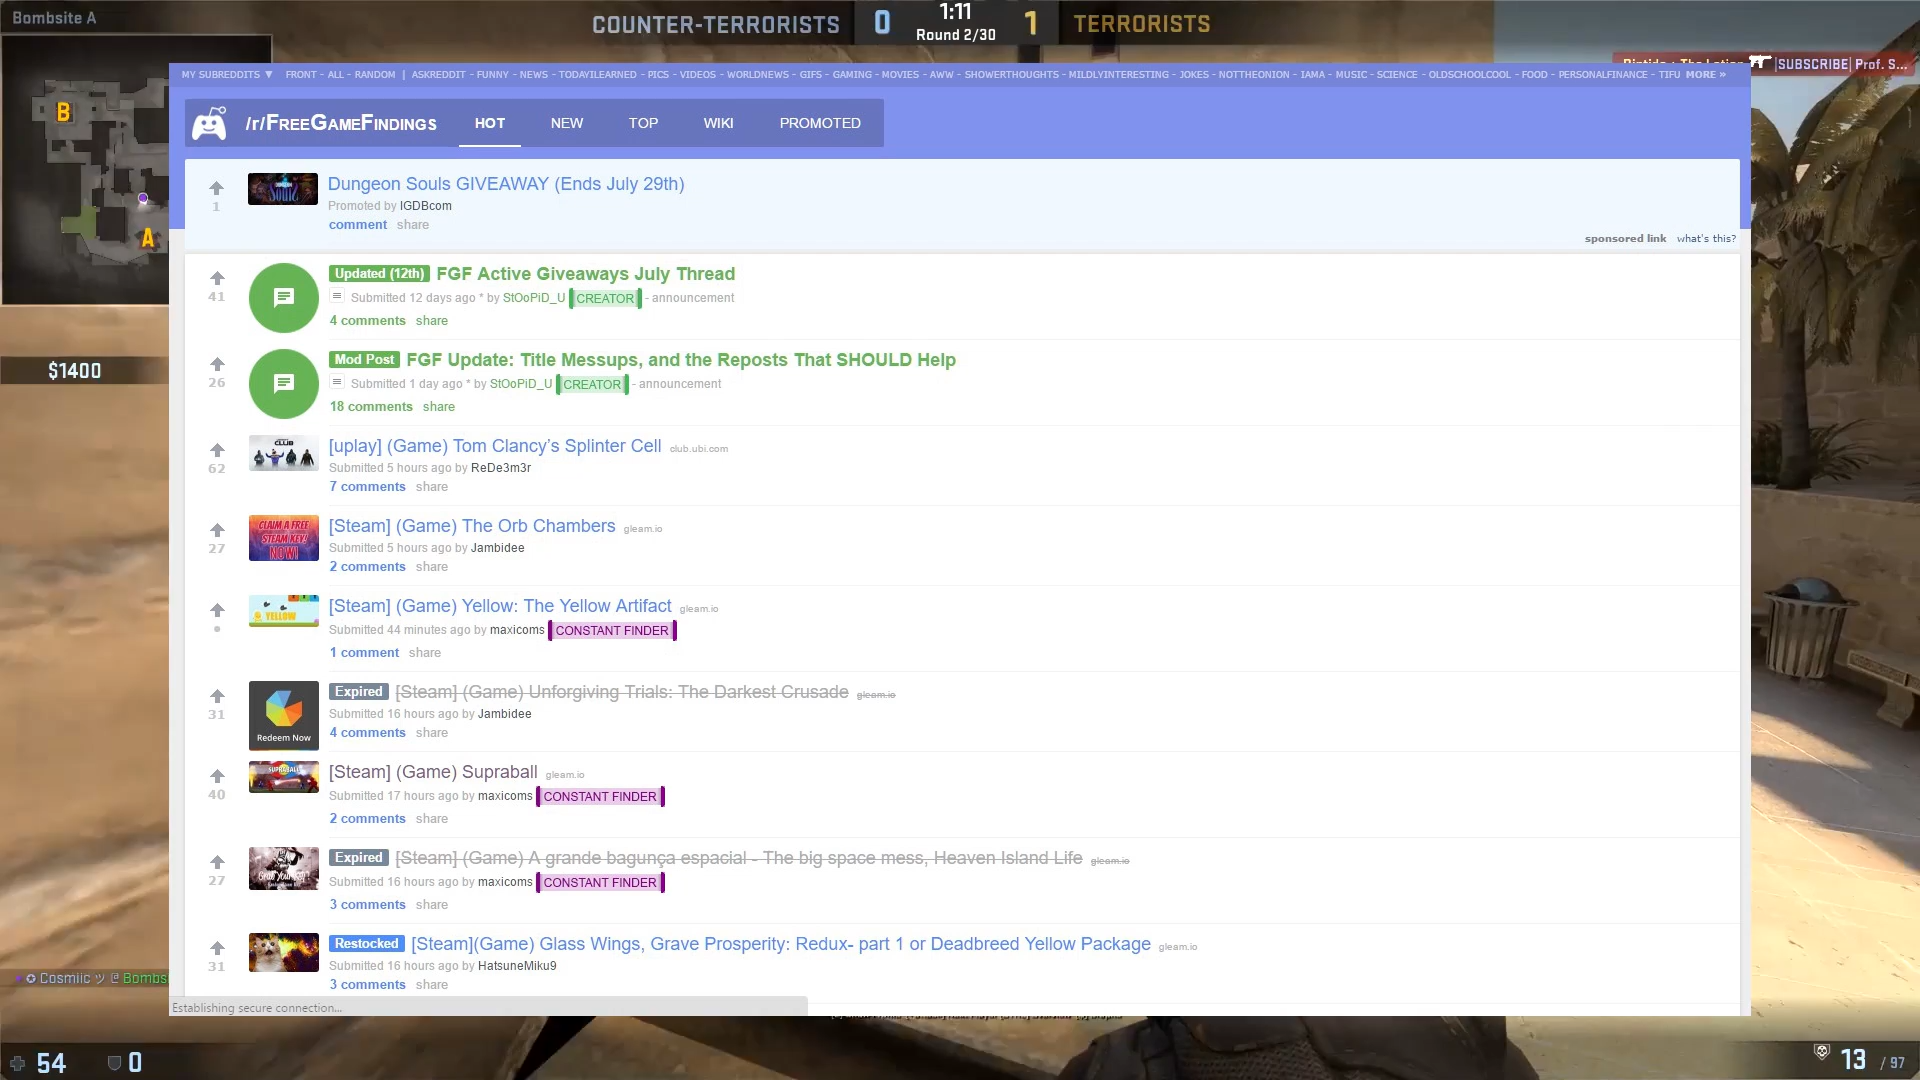 Bombsite A
COUNTER-TERRORISTS 0 1:11 1 TERRORISTS
Round 2/30
|SUBSCRIBE| Prof. S...
MY SUBREDDITS ▼ FRONT - ALL - RANDOM | ASKREDDIT - FUNNY - NEWS - TODAYILEARNED - PICS - VIDEOS - WORLDNEWS - GIFS - GAMING - MOVIES - AWW - SHOWERTHOUGHTS - MILDLYINTERESTING - JOKES - NOTTHEONION - IAMA - MUSIC - SCIENCE - OLDSCHOOLCOOL - FOOD - PERSONALFINANCE - TIFU MORE »
/r/FREEGAMEFINDINGS HOT NEW TOP WIKI PROMOTED
B
A
Dungeon Souls GIVEAWAY (Ends July 29th)
1
Promoted by IGDBcom
comment share
sponsored link what's this?
Updated (12th) FGF Active Giveaways July Thread
41
Submitted 12 days ago * by StOoPiD_U CREATOR - announcement
4 comments share
Mod Post FGF Update: Title Messups, and the Reposts That SHOULD Help
$1400
26
Submitted 1 day ago * by StOoPiD_U CREATOR - announcement
18 comments share
CLUB
[uplay] (Game) Tom Clancy's Splinter Cell club.ubi.com
62
Submitted 5 hours ago by ReDe3m3r
7 comments share
CLAIM A FREE
STEAM KEY!
NOW!
[Steam] (Game) The Orb Chambers gleam.io
27
Submitted 5 hours ago by Jambidee
2 comments share
YELLOW
[Steam] (Game) Yellow: The Yellow Artifact gleam.io
Submitted 44 minutes ago by maxicoms CONSTANT FINDER
1 comment share
Expired [Steam] (Game) Unforgiving Trials: The Darkest Crusade gleam.io
31
Submitted 16 hours ago by Jambidee
4 comments share
Redeem Now
SUPRABALL
[Steam] (Game) Supraball gleam.io
40
Submitted 17 hours ago by maxicoms CONSTANT FINDER
2 comments share
Expired [Steam] (Game) A grande bagunça espacial - The big space mess, Heaven Island Life gleam.io
27
Submitted 16 hours ago by maxicoms CONSTANT FINDER
3 comments share
Restocked [Steam](Game) Glass Wings, Grave Prosperity: Redux- part 1 or Deadbreed Yellow Package gleam.io
31
Submitted 16 hours ago by HatsuneMiku9
3 comments share
Cosmiic ツ
Establishing secure connection...
54 0
13 / 97